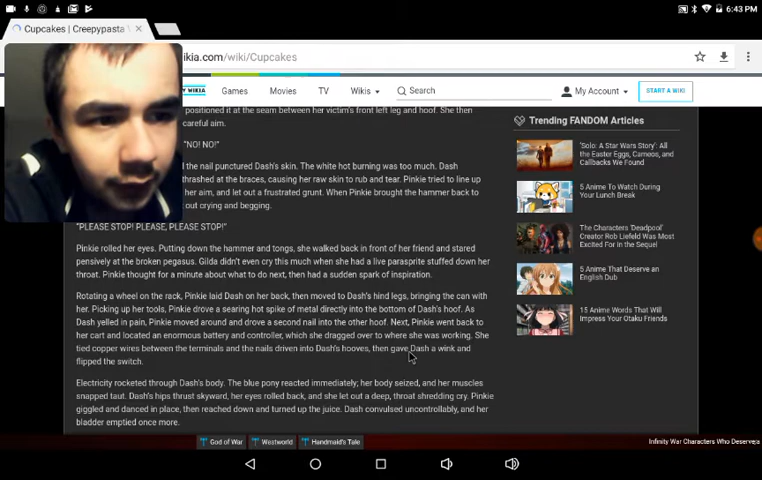 6:43 PM
Cupcakes | Creepypasta
ikia.com/wiki/Cupcakes
WIKIA
Games
Movies
TV
Wikis
Search
My Account
START A WIKI
positioned it at the seam between her victim's front left leg and hoof. She then
careful aim.
"NO! NO!"
the nail punctured Dash's skin. The white hot burning was too much. Dash
thrashed at the braces, causing her raw skin to rub and tear. Pinkie tried to line up
her aim, and let out a frustrated grunt. When Pinkie brought the hammer back to
out crying and begging.
"PLEASE STOP! PLEASE, PLEASE STOP!"
Pinkie rolled her eyes. Putting down the hammer and tongs, she walked back in front of her friend and stared
pensively at the broken pegasus. Gilda didn't even cry this much when she had a live parasprite stuffed down her
throat. Pinkie thought for a minute about what to do next, then had a sudden spark of inspiration.
Rotating a wheel on the rack, Pinkie laid Dash on her back, then moved to Dash's hind legs, bringing the can with
her. Picking up her tools, Pinkie drove a searing hot spike of metal directly into the bottom of Dash's hoof. As
Dash yelled in pain, Pinkie moved around and drove a second nail into the other hoof. Next, Pinkie went back to
her cart and located an enormous battery and controller, which she dragged over to where she was working. She
tied copper wires between the terminals and the nails driven into Dash's hooves, then gave Dash a wink and
flipped the switch.
Electricity rocketed through Dash's body. The blue pony reacted immediately; her body seized, and her muscles
snapped taut. Dash's hips thrust skyward, her eyes rolled back, and she let out a deep, throat shredding cry. Pinkie
giggled and danced in place, then reached down and turned up the juice. Dash convulsed uncontrollably, and her
bladder emptied once more.
Trending FANDOM Articles
'Solo: A Star Wars Story': All
the Easter Eggs, Cameos, and
Callbacks We Found
5 Anime To Watch During
Your Lunch Break
The Characters 'Deadpool'
Creator Rob Liefeld Was Most
Excited For In the Sequel
5 Anime That Deserve an
English Dub
15 Anime Words That Will
Impress Your Otaku Friends
God of War
Westworld
Handmaid's Tale
Infinity War Characters Who Deserve